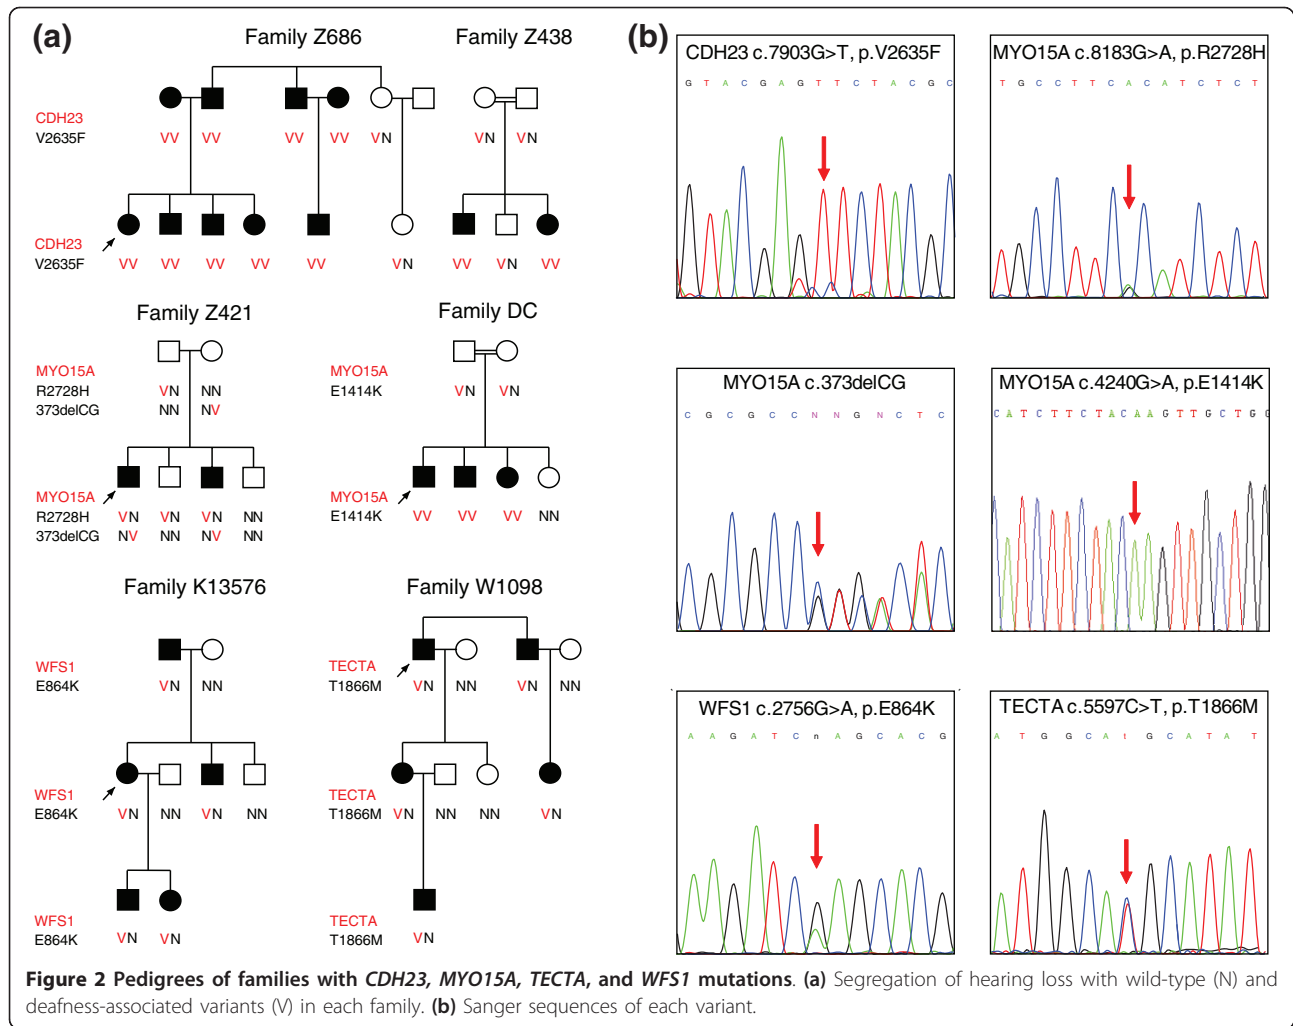 (a)
Family Z686 Family Z438
CDH23
V2635F
VV VV VV VV VN VN VN
CDH23
V2635F
VV VV VV VV VV VN VV VN VV
Family Z421 Family DC
MYO15A
R2728H VN NN
373delCG NN NV
MYO15A
E1414K VN VN
MYO15A
R2728H VN VN VN NN
373delCG NV NN NV NN
MYO15A
E1414K VV VV VV NN
Family K13576 Family W1098
WFS1
E864K VN NN
TECTA
T1866M VN NN VN NN
WFS1
E864K VN NN VN NN
TECTA
T1866M VN NN NN VN
WFS1
E864K VN VN
TECTA
T1866M VN
(b)
CDH23 c.7903G>T, p.V2635F
G T A C G A G T T C T A C G C
MYO15A c.8183G>A, p.R2728H
T G C C T T C A C A T C T C T
MYO15A c.373delCG
C G C G C C N N G N C T C
MYO15A c.4240G>A, p.E1414K
C A T C T T C T A C A A G T T G C T G G
WFS1 c.2756G>A, p.E864K
A A G A T C n A G C A C G
TECTA c.5597C>T, p.T1866M
A T G G C A t G C A T A T
Figure 2 Pedigrees of families with CDH23, MYO15A, TECTA, and WFS1 mutations. (a) Segregation of hearing loss with wild-type (N) and
deafness-associated variants (V) in each family. (b) Sanger sequences of each variant.